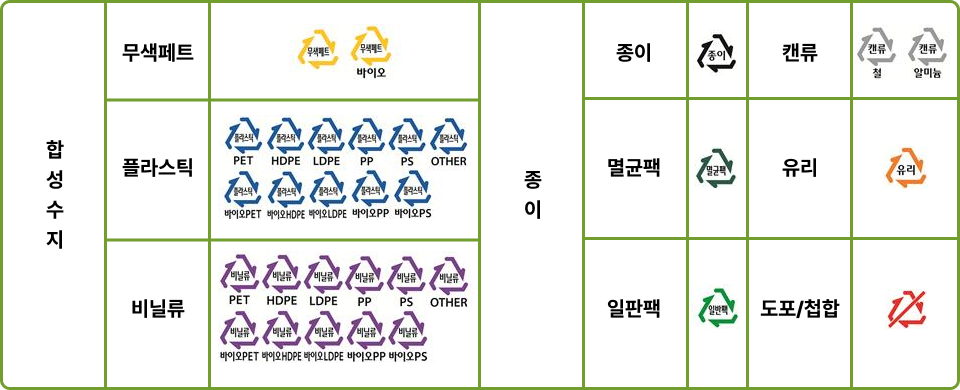 합성수지
무색페트
무색페트 무색페트
바이오
플라스틱
플라스틱 플라스틱 플라스틱 플라스틱 플라스틱 플라스틱
PET HDPE LDPE PP PS OTHER
플라스틱 플라스틱 플라스틱 플라스틱 플라스틱
바이오PET 바이오HDPE 바이오LDPE 바이오PP 바이오PS
비닐류
비닐류 비닐류 비닐류 비닐류 비닐류 비닐류
PET HDPE LDPE PP PS OTHER
비닐류 비닐류 비닐류 비닐류 비닐류
바이오PET 바이오HDPE 바이오LDPE 바이오PP 바이오PS
종이
종이 종이 캔류 캔류 캔류
철 알미늄
멸균팩 멸균팩 유리 유리
일판팩 일반팩 도포/첩합